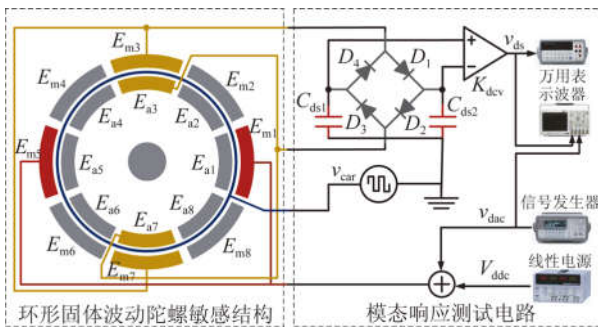 E_m3
E_m4
E_m2
E_a3
E_a4
E_a2
E_m5
E_m1
E_a5
E_a1
E_a6
E_a8
E_a7
E_m6
E_m7
E_m8
环形固体波动陀螺敏感结构
D_4
D_1
D_3
D_2
C_ds1
C_ds2
+
−
K_dcv
v_ds
万用表
示波器
v_car
v_dac
信号发生器
V_ddc
线性电源
模态响应测试电路